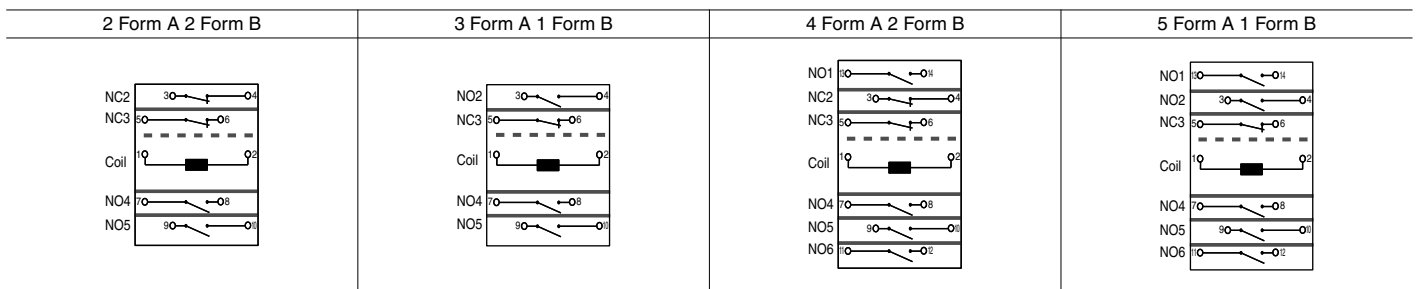 2 Form A 2 Form B
3 Form A 1 Form B
4 Form A 2 Form B
5 Form A 1 Form B
NC2 3 4
NC3 5 6
Coil 1 2
NO4 7 8
NO5 9 10
NO2 3 4
NC3 5 6
Coil 1 2
NO4 7 8
NO5 9 10
NO1 13 14
NC2 3 4
NC3 5 6
Coil 1 2
NO4 7 8
NO5 9 10
NO6 11 12
NO1 13 14
NO2 3 4
NC3 5 6
Coil 1 2
NO4 7 8
NO5 9 10
NO6 11 12